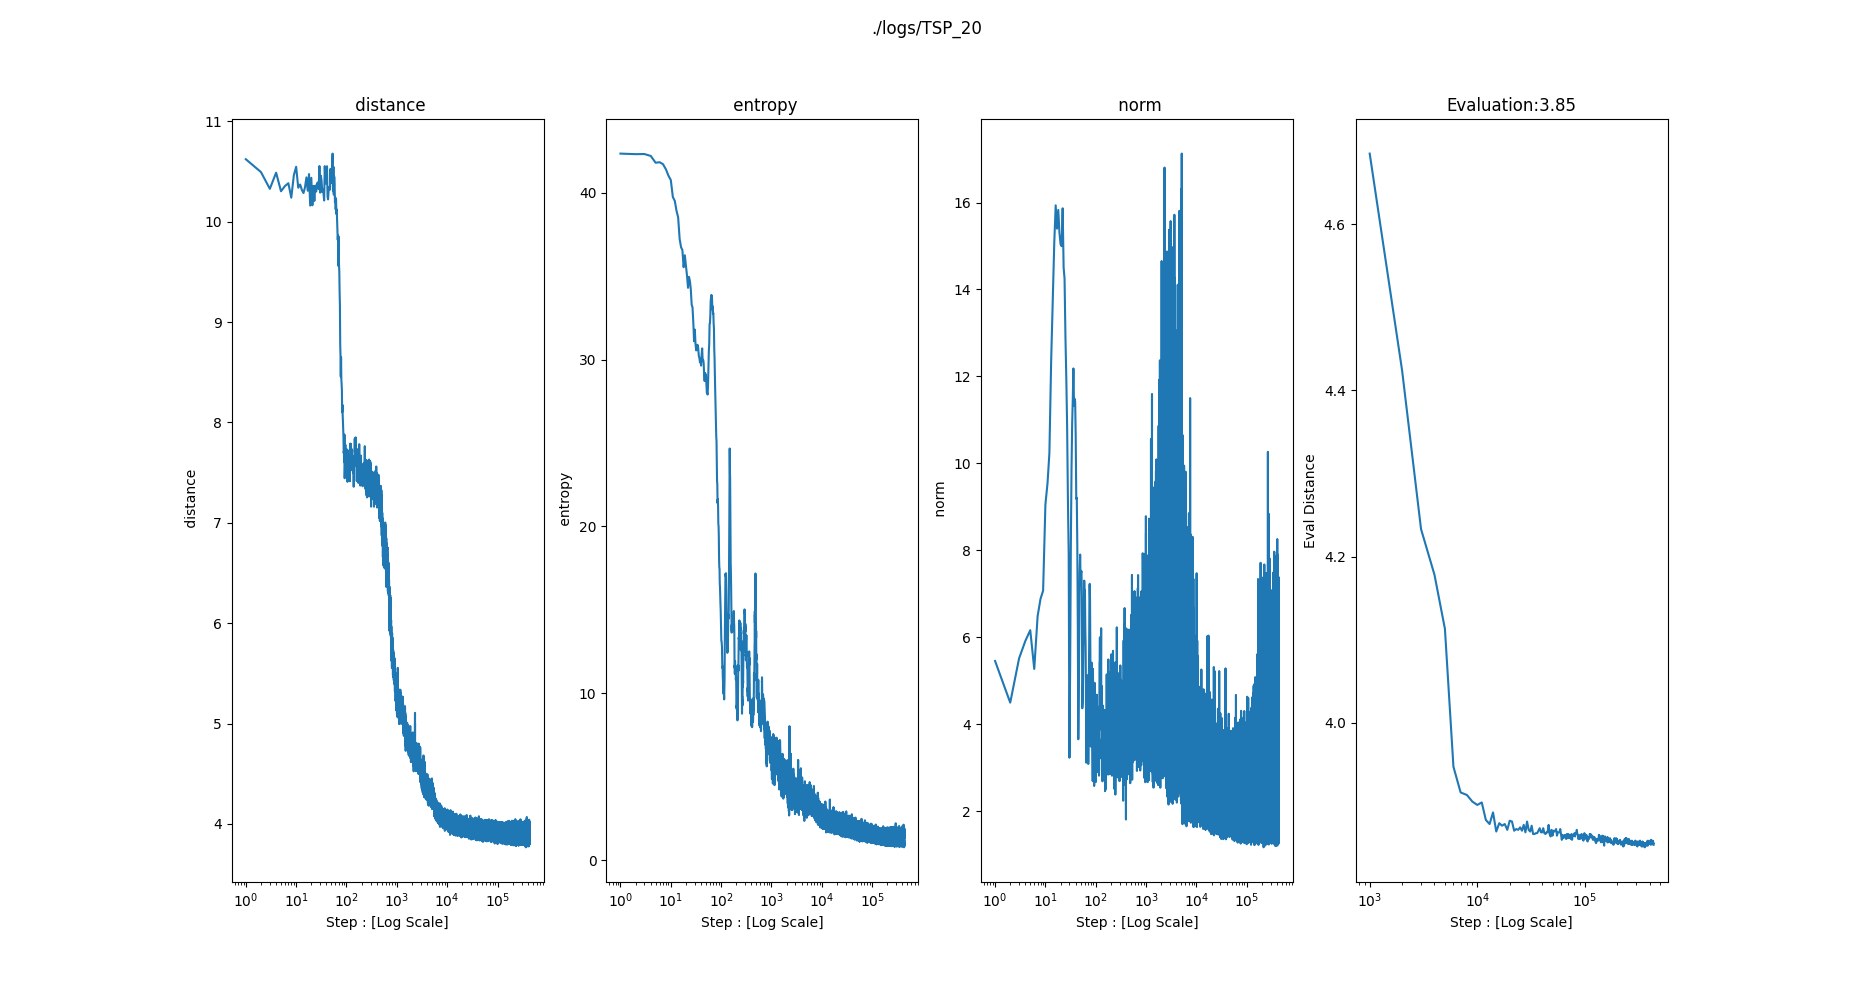 ./logs/TSP_20
distance
entropy
norm
Evaluation:3.85
distance
11
10
9
8
7
6
5
4
10^0 10^1 10^2 10^3 10^4 10^5
Step : [Log Scale]
entropy
40
30
20
10
0
10^0 10^1 10^2 10^3 10^4 10^5
Step : [Log Scale]
norm
16
14
12
10
8
6
4
2
10^0 10^1 10^2 10^3 10^4 10^5
Step : [Log Scale]
Eval Distance
4.6
4.4
4.2
4.0
10^3 10^4 10^5
Step : [Log Scale]